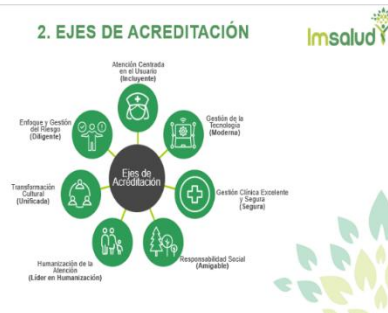 2. EJES DE ACREDITACIÓN
Imsalud
Atención Centrada
en el Usuario
(Incluyente)
Gestión de la
Tecnología
(Moderna)
Gestión Clínica Excelente
y Segura
(Segura)
Responsabilidad Social
(Amigable)
Humanización de la
Atención
(Líder en Humanización)
Transformación
Cultural
(Unificada)
Enfoque y Gestión
del Riesgo
(Diligente)
Ejes de
Acreditación